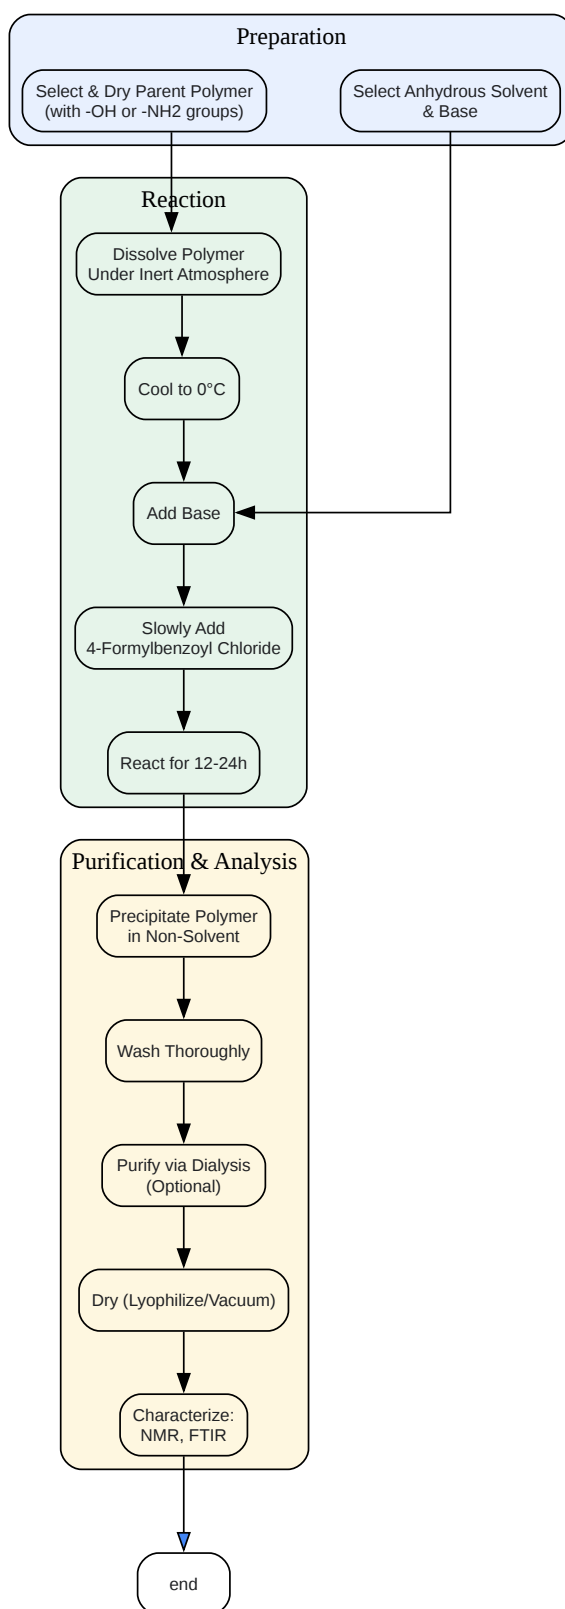 Preparation
Select & Dry Parent Polymer
(with -OH or -NH2 groups)
Select Anhydrous Solvent
& Base
Reaction
Dissolve Polymer
Under Inert Atmosphere
Cool to 0°C
Add Base
Slowly Add
4-Formylbenzoyl Chloride
React for 12-24h
Purification & Analysis
Precipitate Polymer
in Non-Solvent
Wash Thoroughly
Purify via Dialysis
(Optional)
Dry (Lyophilize/Vacuum)
Characterize:
NMR, FTIR
end